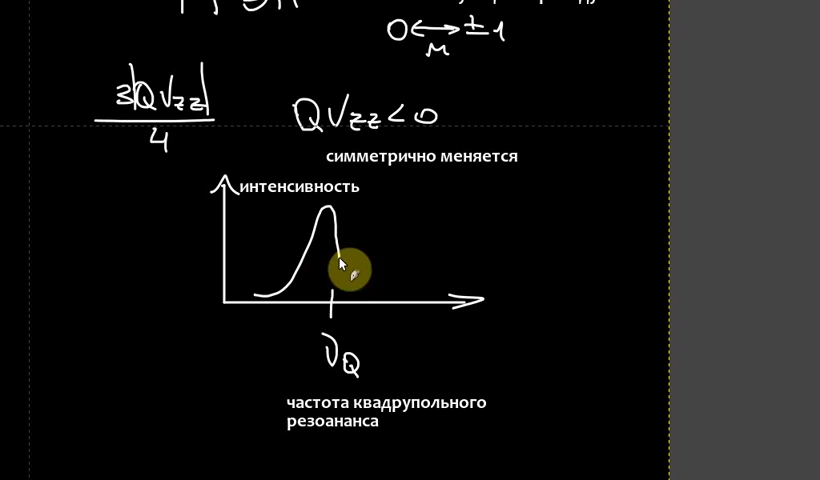 0 ⟷ ±1
M
3|QVzz|
4
QVzz<0
симметрично меняется
интенсивность
νQ
частота квадрупольного
резоананса